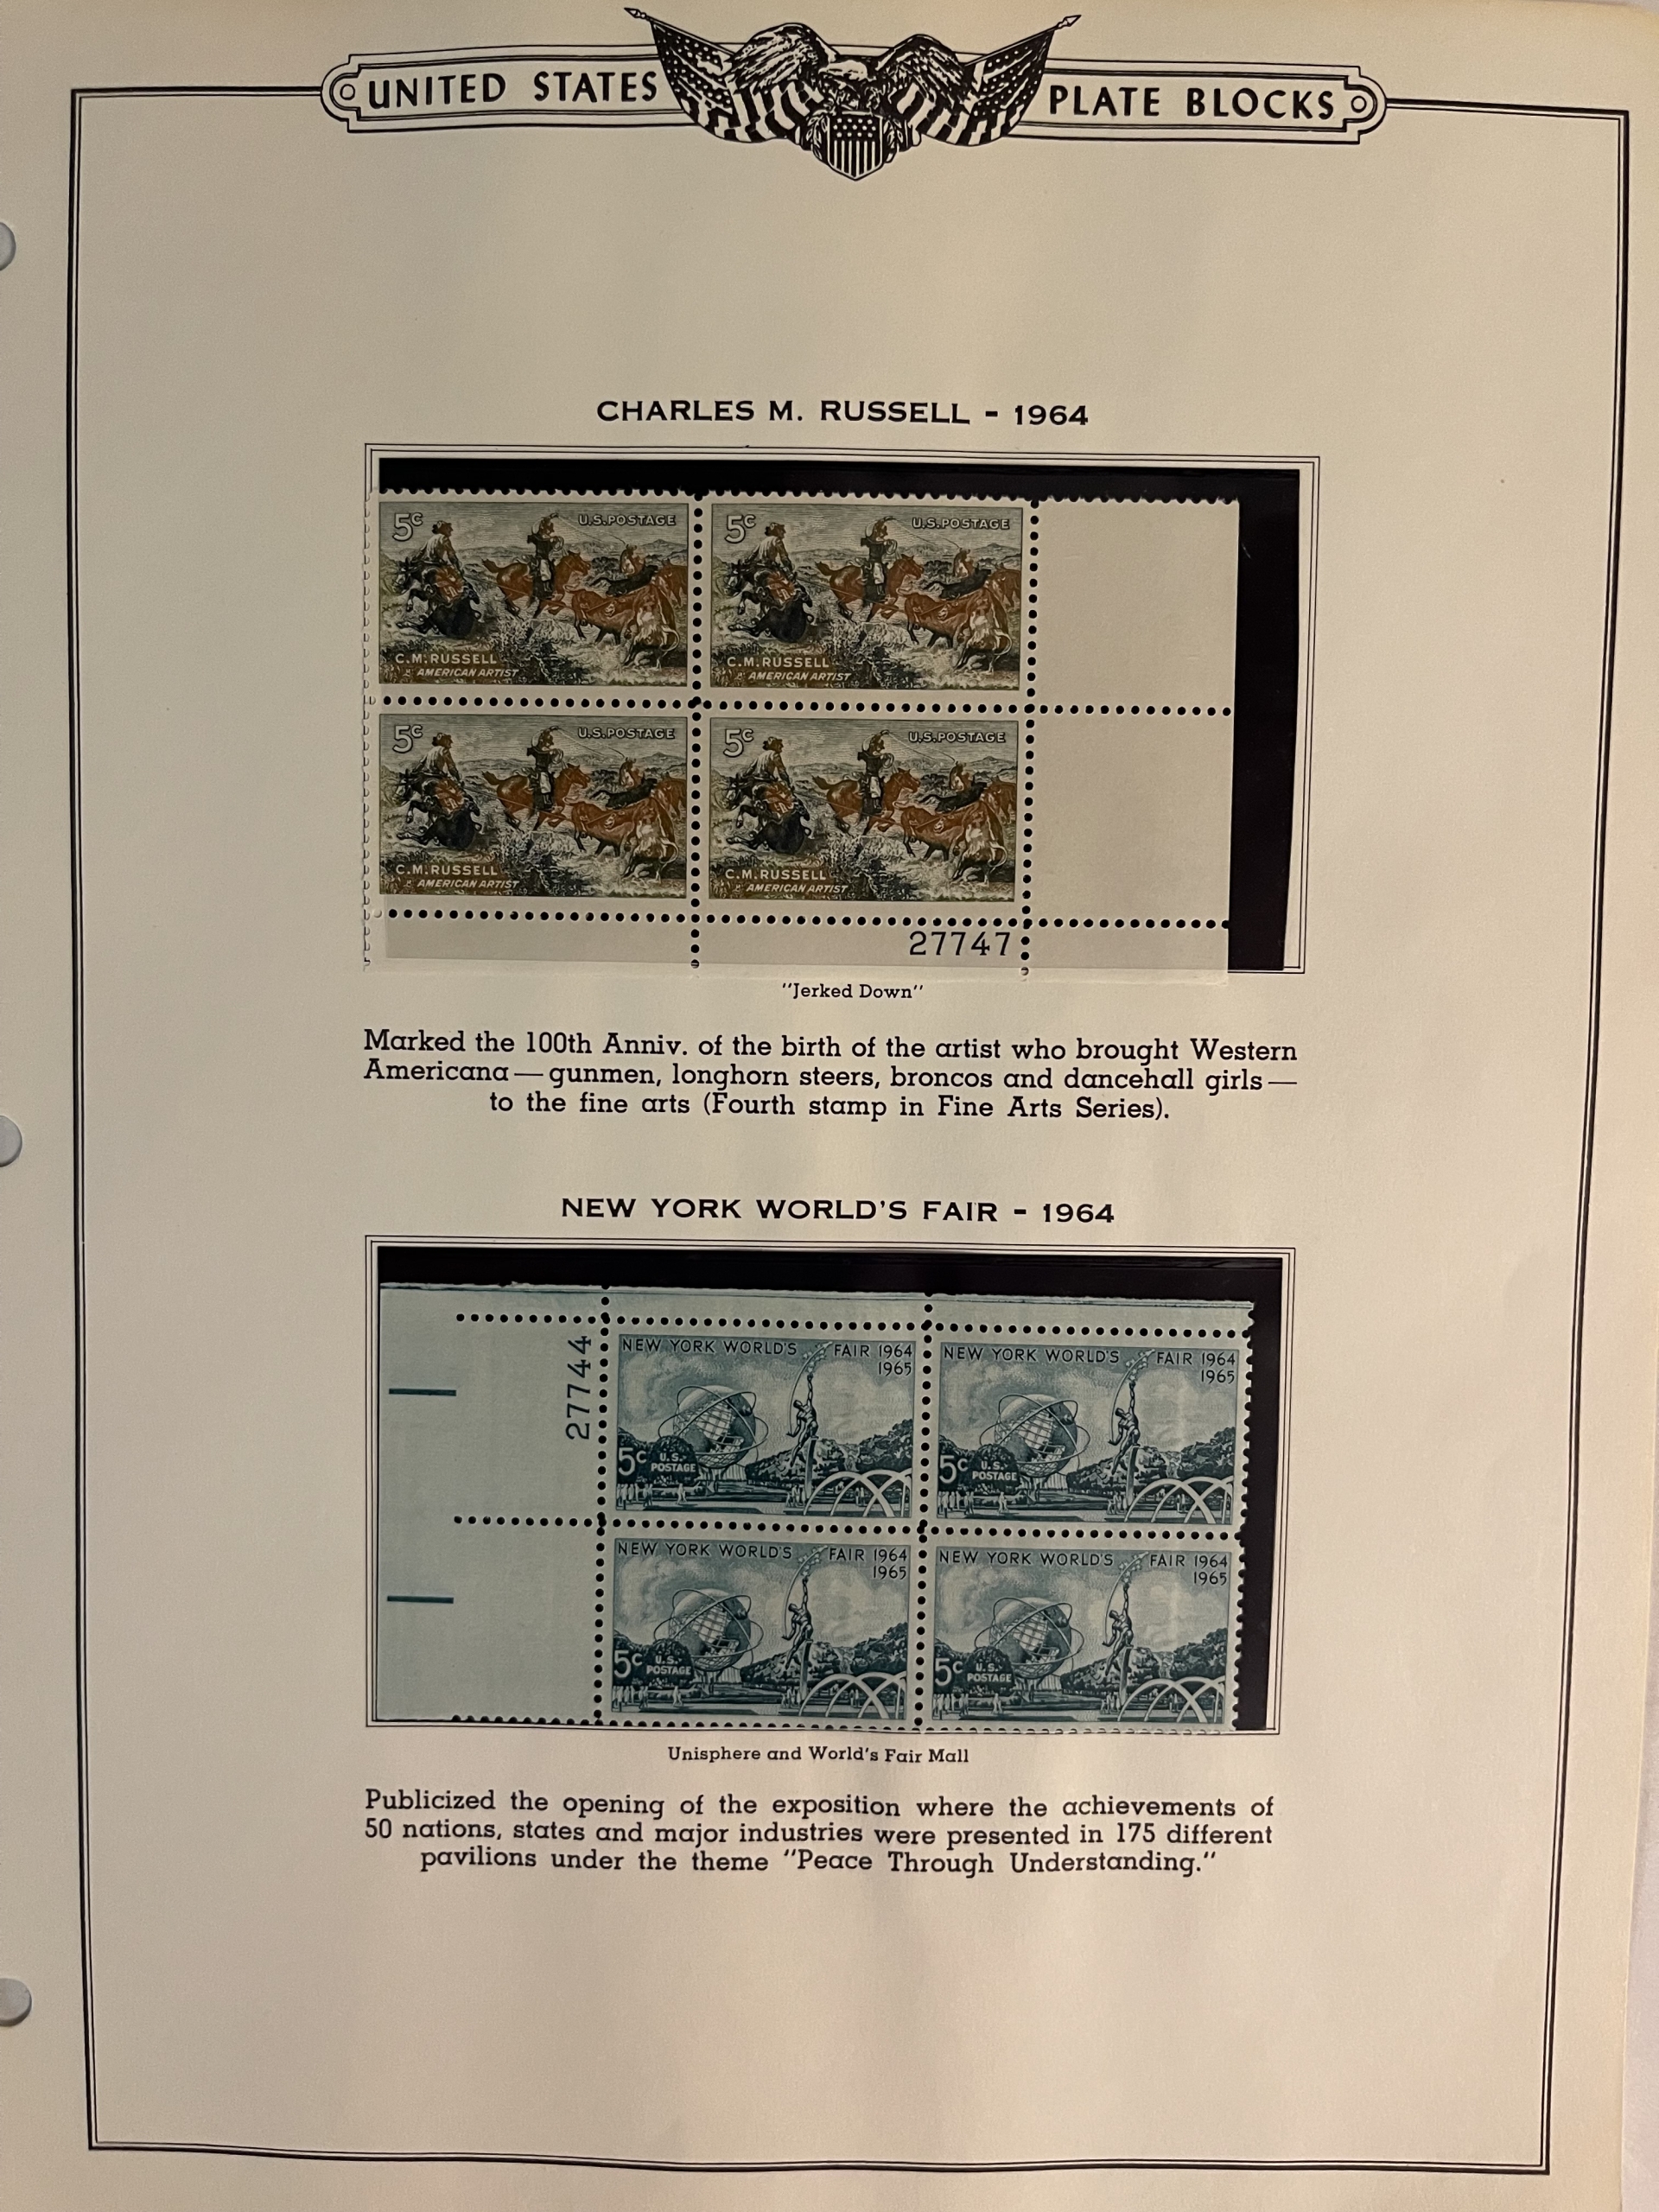 UNITED STATES PLATE BLOCKS
CHARLES M. RUSSELL - 1964
5c U.S.POSTAGE
C.M.RUSSELL
AMERICAN ARTIST
5c U.S.POSTAGE
C.M.RUSSELL
AMERICAN ARTIST
5c U.S.POSTAGE
C.M.RUSSELL
AMERICAN ARTIST
5c U.S.POSTAGE
C.M.RUSSELL
AMERICAN ARTIST
27747
"Jerked Down"
Marked the 100th Anniv. of the birth of the artist who brought Western
Americana — gunmen, longhorn steers, broncos and dancehall girls —
to the fine arts (Fourth stamp in Fine Arts Series).
NEW YORK WORLD'S FAIR - 1964
27744
NEW YORK WORLD'S FAIR 1964
1965
5c U.S.
POSTAGE
NEW YORK WORLD'S FAIR 1964
1965
5c U.S.
POSTAGE
NEW YORK WORLD'S FAIR 1964
1965
5c U.S.
POSTAGE
NEW YORK WORLD'S FAIR 1964
1965
5c U.S.
POSTAGE
Unisphere and World's Fair Mall
Publicized the opening of the exposition where the achievements of
50 nations, states and major industries were presented in 175 different
pavilions under the theme "Peace Through Understanding."